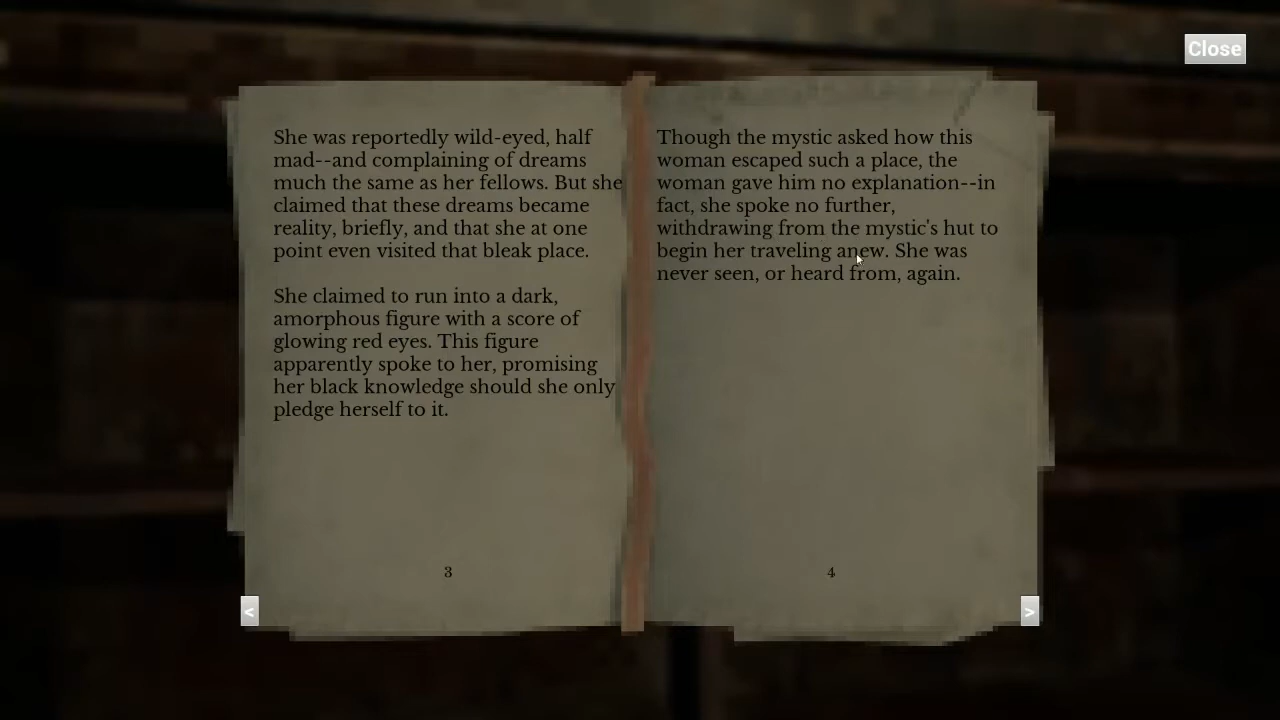 Close
She was reportedly wild-eyed, half
mad--and complaining of dreams
much the same as her fellows. But she
claimed that these dreams became
reality, briefly, and that she at one
point even visited that bleak place.
She claimed to run into a dark,
amorphous figure with a score of
glowing red eyes. This figure
apparently spoke to her, promising
her black knowledge should she only
pledge herself to it.
3
Though the mystic asked how this
woman escaped such a place, the
woman gave him no explanation--in
fact, she spoke no further,
withdrawing from the mystic's hut to
begin her traveling anew. She was
never seen, or heard from, again.
4
<
>